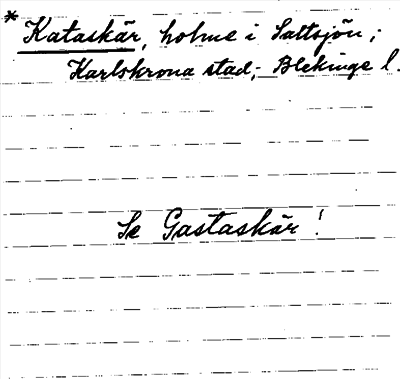 * Kataskär, holme i Saltsjön;
Karlskrona stad; Blekinge l.
Se Gastaskär!